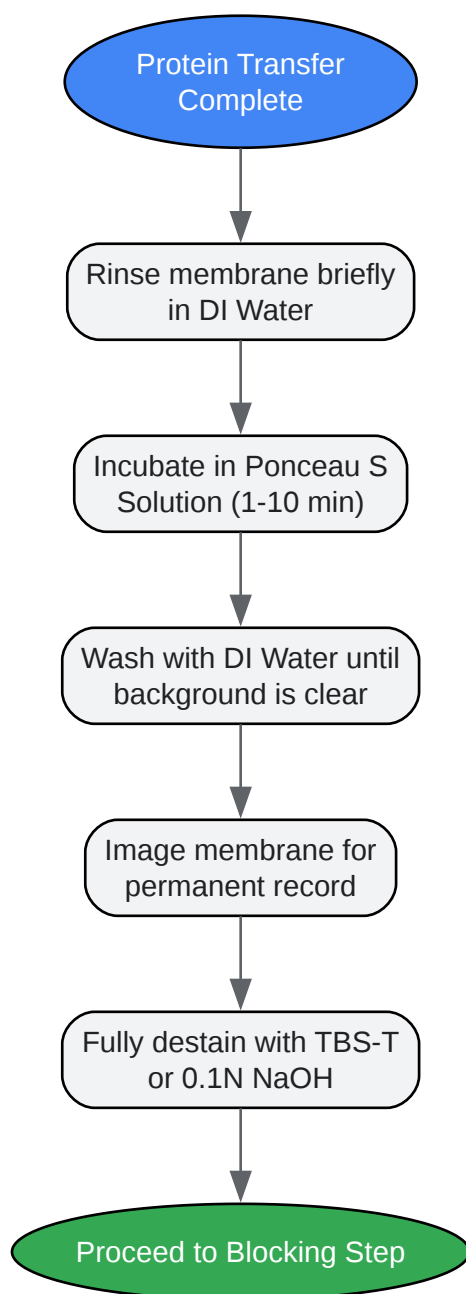 Protein Transfer
Complete
Rinse membrane briefly
in DI Water
Incubate in Ponceau S
Solution (1-10 min)
Wash with DI Water until
background is clear
Image membrane for
permanent record
Fully destain with TBS-T
or 0.1N NaOH
Proceed to Blocking Step